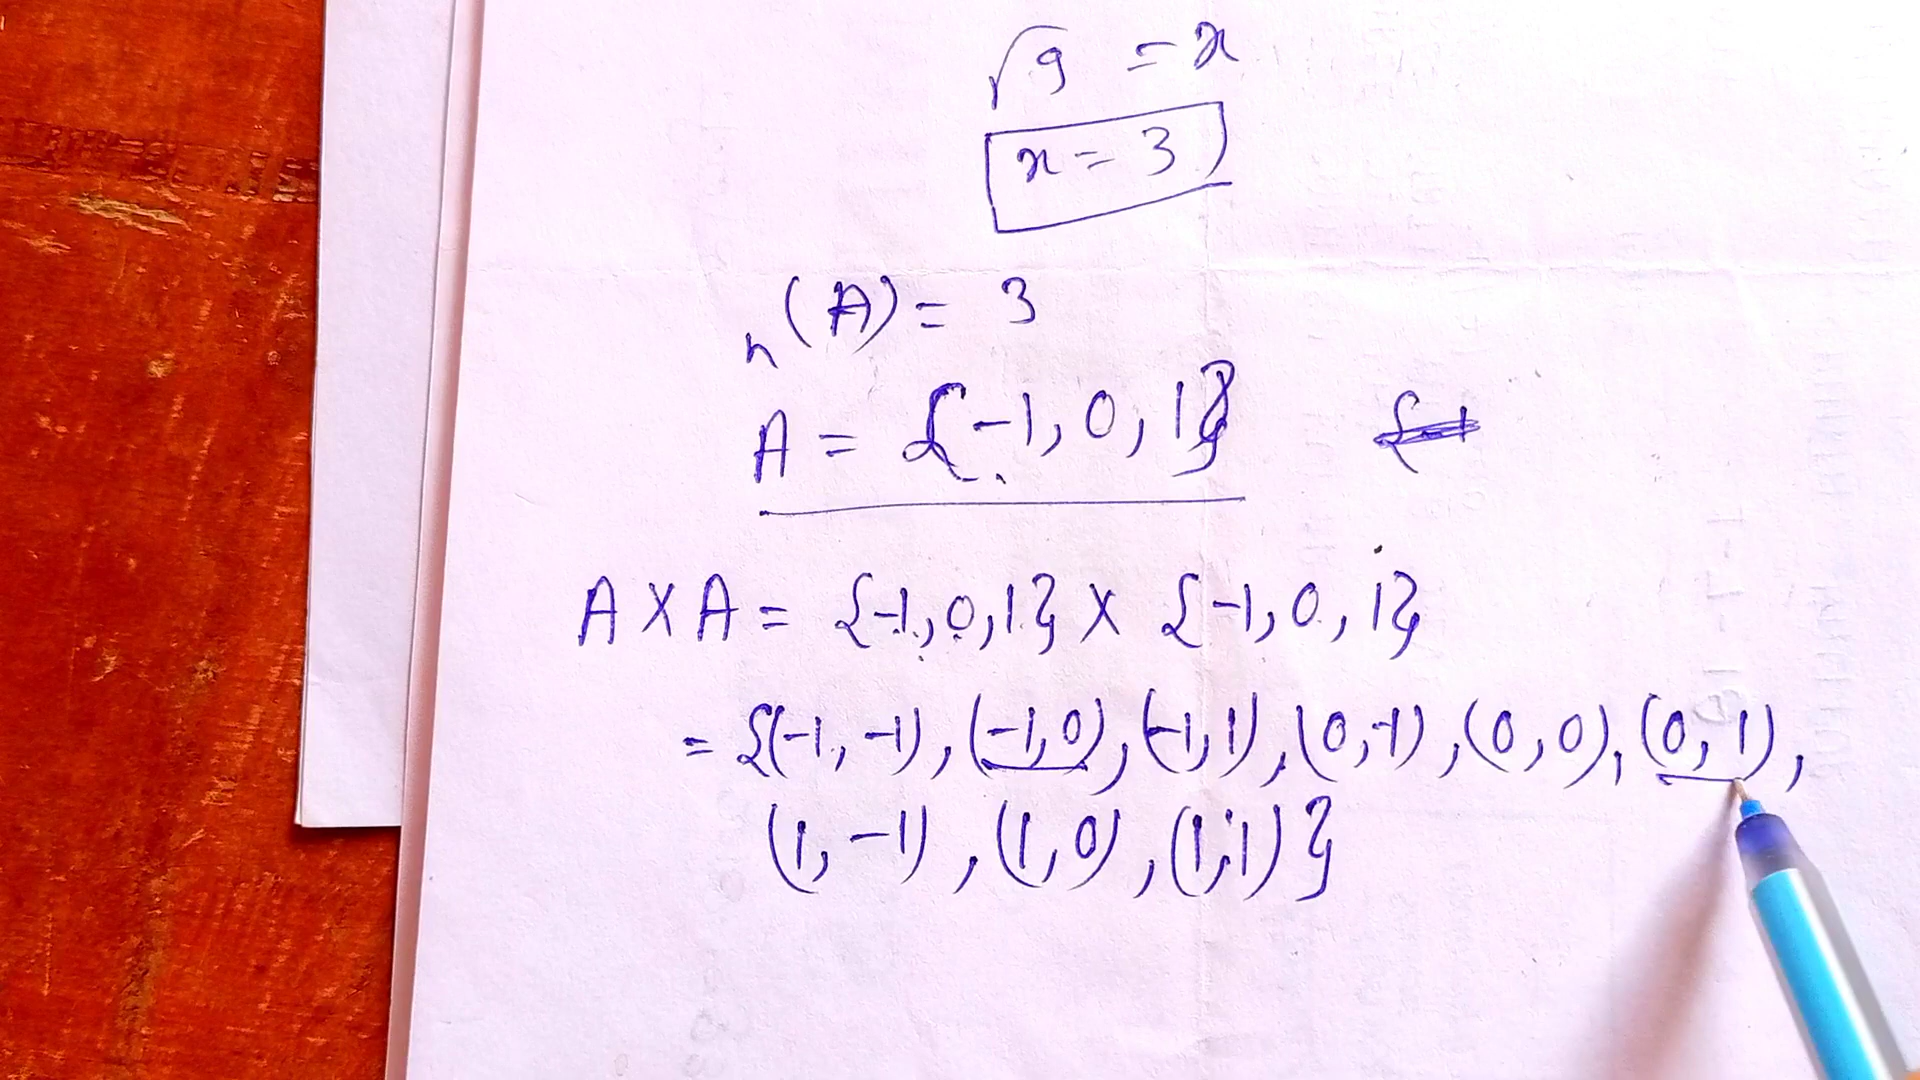 √9 = x
x = 3
n(A) = 3
A = {-1, 0, 1}
A X A = {-1, 0, 1} X {-1, 0, 1}
= {(-1, -1), (-1, 0), (-1, 1), (0, -1), (0, 0), (0, 1),
(1, -1), (1, 0), (1, 1)}